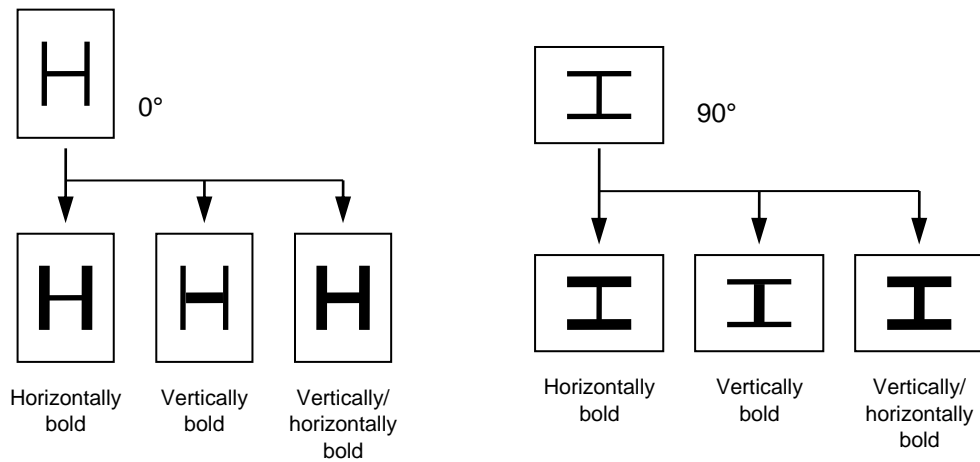 H
0°
H
H
H
Horizontally
bold
Vertically
bold
Vertically/
horizontally
bold
H
90°
H
H
H
Horizontally
bold
Vertically
bold
Vertically/
horizontally
bold